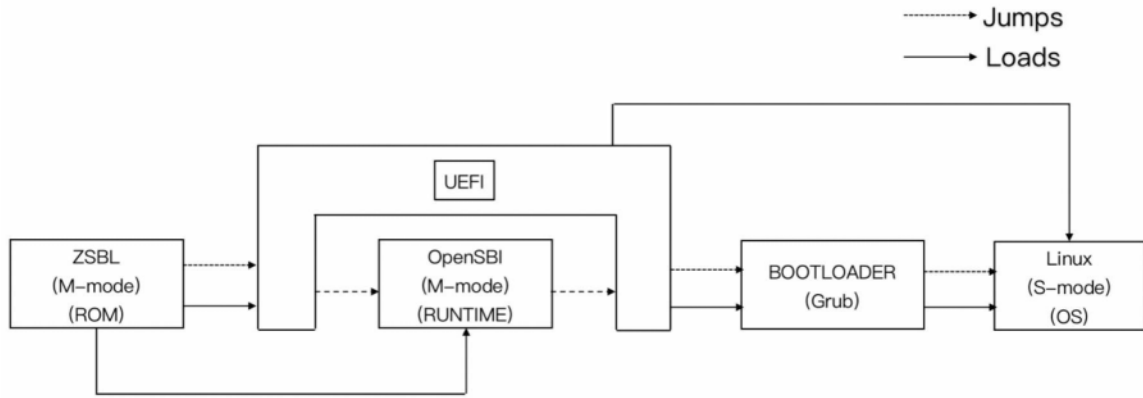 Jumps
Loads
UEFI
ZSBL
(M-mode)
(ROM)
OpenSBI
(M-mode)
(RUNTIME)
BOOTLOADER
(Grub)
Linux
(S-mode)
(OS)